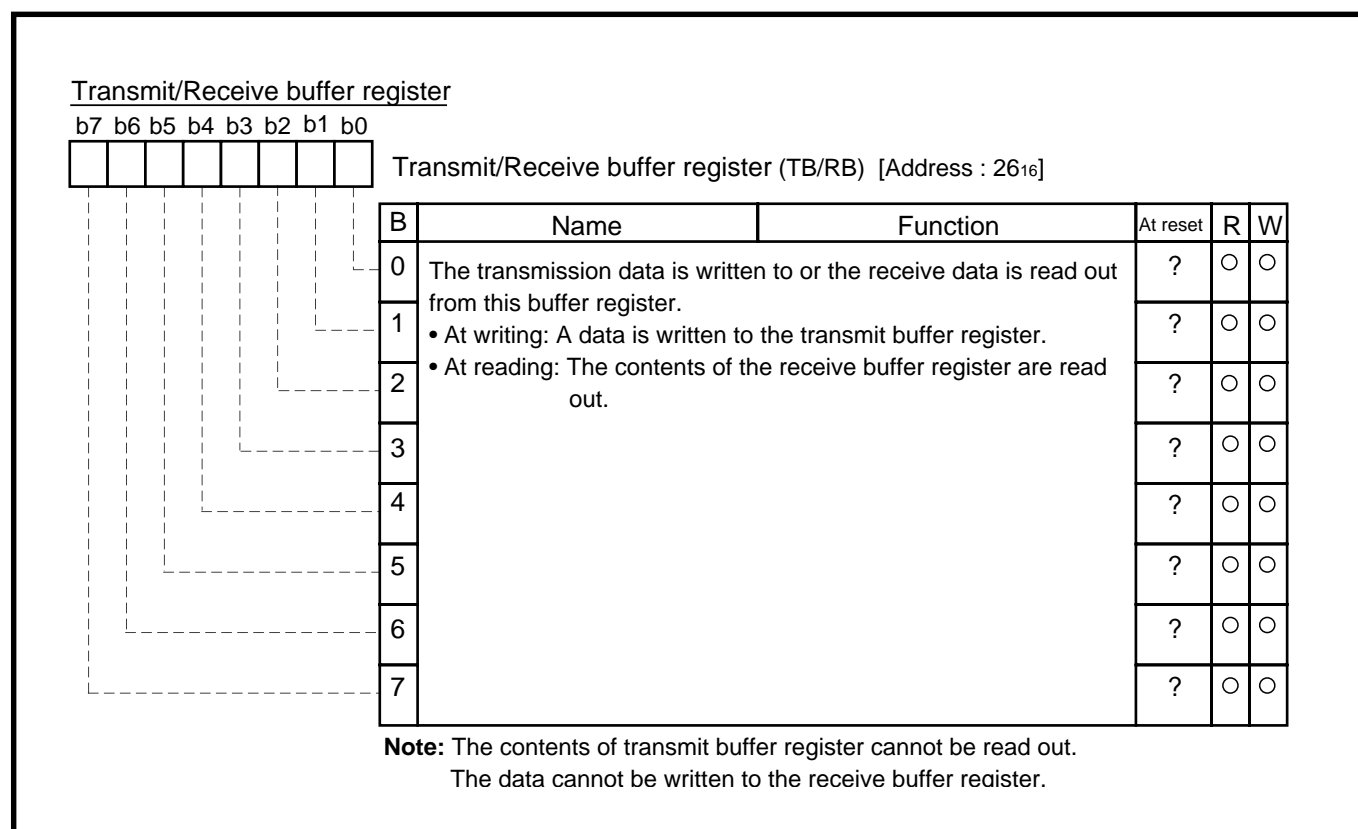 Transmit/Receive buffer register
b7 b6 b5 b4 b3 b2 b1 b0
Transmit/Receive buffer register (TB/RB) [Address : 26₁₆]
B Name Function At reset R W
0 ? ○ ○
The transmission data is written to or the receive data is read out
from this buffer register.
1 ? ○ ○
• At writing: A data is written to the transmit buffer register.
• At reading: The contents of the receive buffer register are read
2 ? ○ ○
out.
3 ? ○ ○
4 ? ○ ○
5 ? ○ ○
6 ? ○ ○
7 ? ○ ○
Note: The contents of transmit buffer register cannot be read out.
The data cannot be written to the receive buffer register.